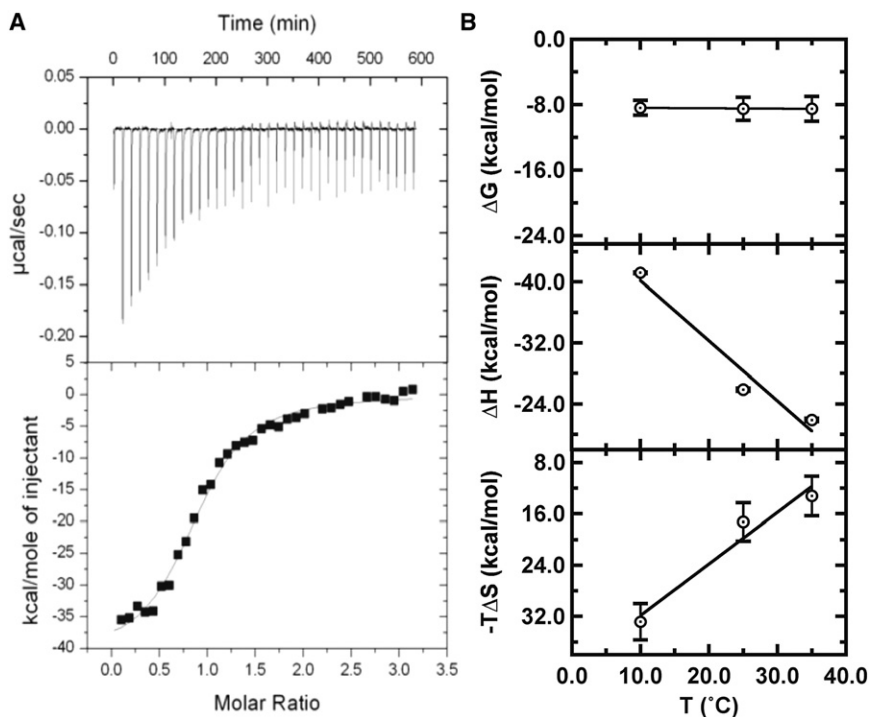 A
Time (min)
0 100 200 300 400 500 600
0.05
0.00
-0.05
-0.10
-0.15
-0.20
µcal/sec
5
0
-5
-10
-15
-20
-25
-30
-35
-40
kcal/mole of injectant
0.0 0.5 1.0 1.5 2.0 2.5 3.0 3.5
Molar Ratio
B
0.0
-8.0
-16.0
-24.0
ΔG (kcal/mol)
-40.0
-32.0
-24.0
ΔH (kcal/mol)
8.0
16.0
24.0
32.0
-TΔS (kcal/mol)
0.0 10.0 20.0 30.0 40.0
T (˚C)